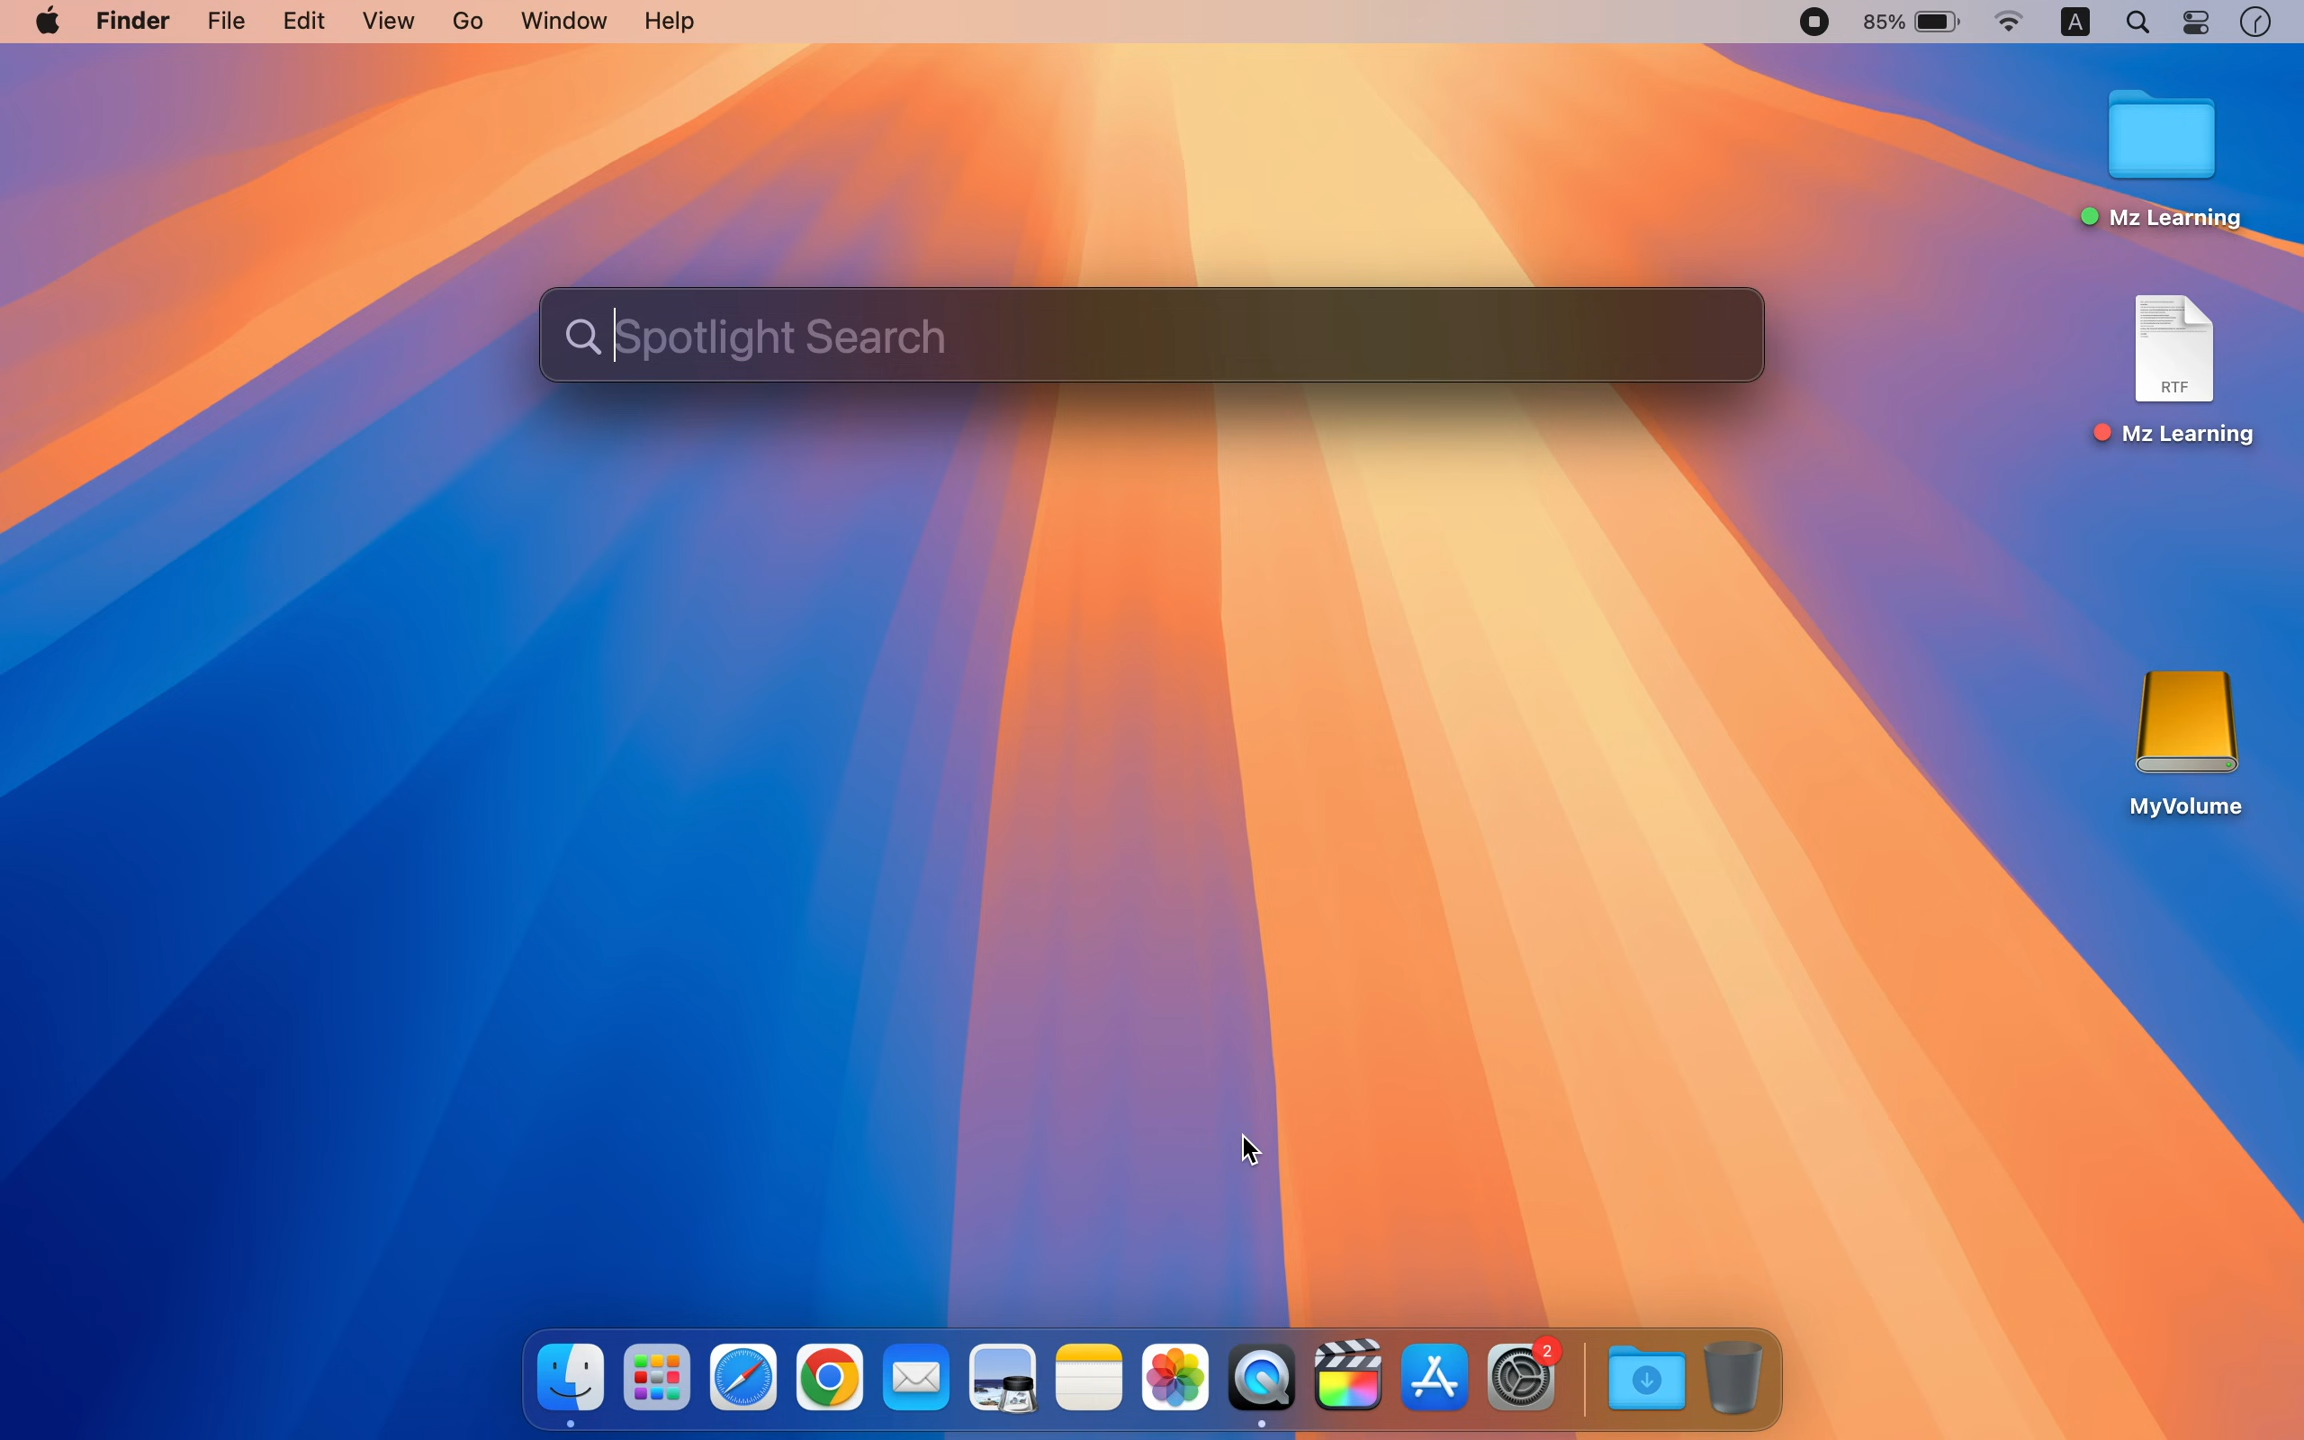 Finder File Edit View Go Window Help 85% A
Spotlight Search
Mz Learning
RTF
Mz Learning
MyVolume
2